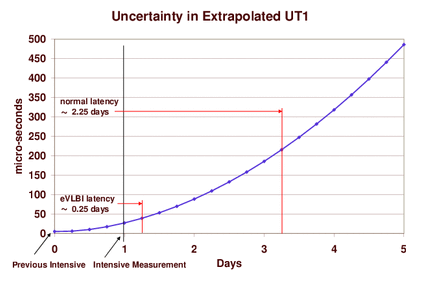 Uncertainty in Extrapolated UT1
500
450
400
350
300
250
200
150
100
50
0
micro-seconds
normal latency
~ 2.25 days
eVLBI latency
~ 0.25 days
0 1 2 3 4 5
Previous Intensive Intensive Measurement Days